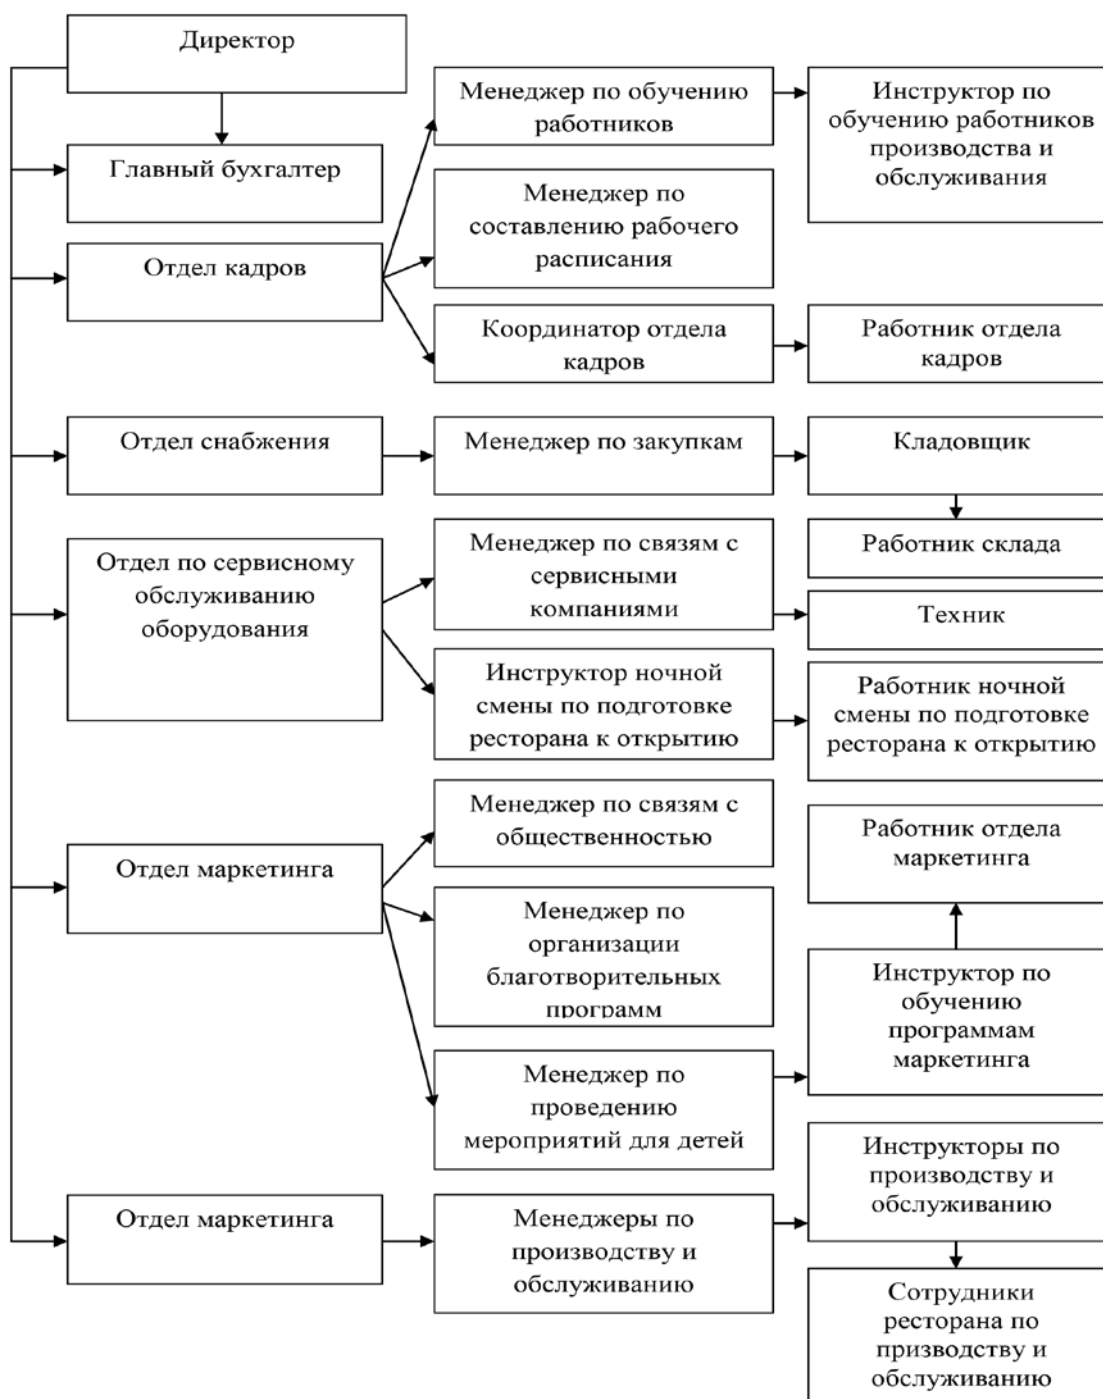 Директор
Главный бухгалтер
Отдел кадров
Менеджер по обучению
работников
Инструктор по
обучению работников
производства и
обслуживания
Менеджер по
составлению рабочего
расписания
Координатор отдела
кадров
Работник отдела
кадров
Отдел снабжения
Менеджер по закупкам
Кладовщик
Работник склада
Отдел по сервисному
обслуживанию
оборудования
Менеджер по связям с
сервисными
компаниями
Техник
Инструктор ночной
смены по подготовке
ресторана к открытию
Работник ночной
смены по подготовке
ресторана к открытию
Отдел маркетинга
Менеджер по связям с
общественностью
Менеджер по
организации
благотворительных
программ
Менеджер по
проведению
мероприятий для детей
Инструктор по
обучению
программам
маркетинга
Работник отдела
маркетинга
Отдел маркетинга
Менеджеры по
производству и
обслуживанию
Инструкторы по
производству и
обслуживанию
Сотрудники
ресторана по
призводству и
обслуживанию